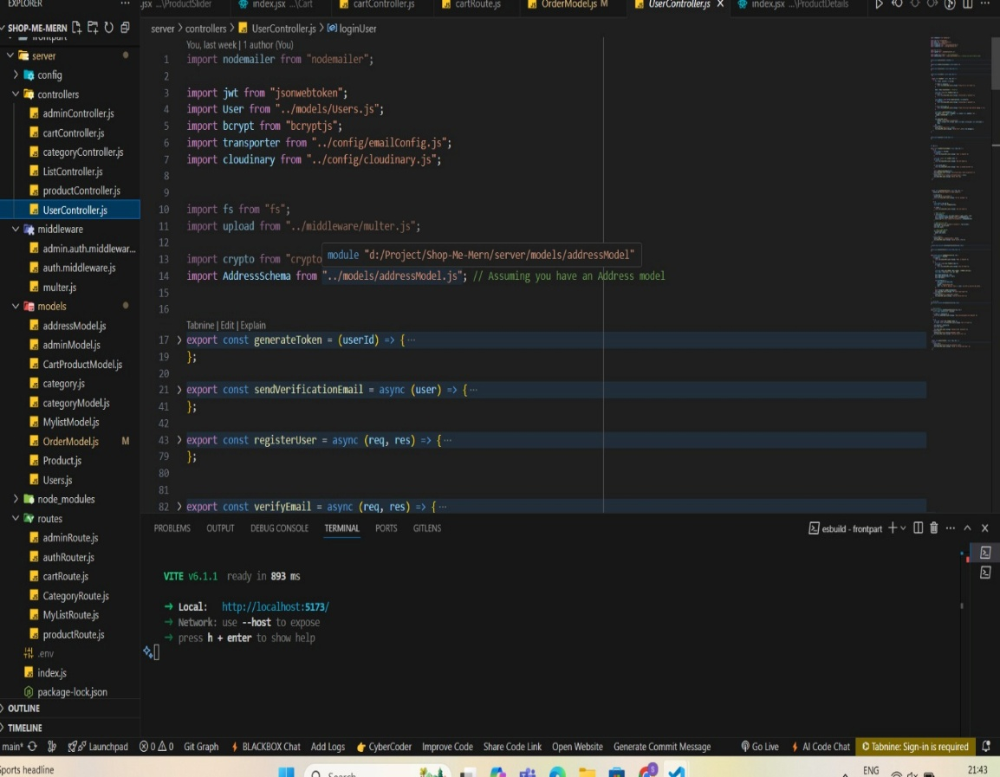 EXPLORER
...
.jsx ...\ProductSlider
index.jsx ...\Cart
cartController.js
cartRoute.js
OrderModel.js M
UserController.js X
index.jsx ...\ProductDetails
SHOP-ME-MERN
server
config
controllers
adminController.js
cartController.js
categoryController.js
ListController.js
productController.js
UserController.js
middleware
admin.auth.middlewar...
auth.middleware.js
multer.js
models
addressModel.js
adminModel.js
CartProductModel.js
category.js
categoryModel.js
MylistModel.js
OrderModel.js M
Product.js
Users.js
node_modules
routes
adminRoute.js
authRouter.js
cartRoute.js
CategoryRoute.js
MyListRoute.js
productRoute.js
.env
index.js
package-lock.json
OUTLINE
TIMELINE
server > controllers > UserController.js > loginUser
You, last week | 1 author (You)
1 import nodemailer from "nodemailer";
2
3 import jwt from "jsonwebtoken";
4 import User from "../models/Users.js";
5 import bcrypt from "bcryptjs";
6 import transporter from "../config/emailConfig.js";
7 import cloudinary from "../config/cloudinary.js";
8
9
10 import fs from "fs";
11 import upload from "../middleware/multer.js";
12
module "d:/Project/Shop-Me-Mern/server/models/addressModel"
13 import crypto from "crypto
14 import AddressSchema from "../models/addressModel.js"; // Assuming you have an Address model
15
16
Tabnine | Edit | Explain
17 > export const generateToken = (userId) => { ...
19 };
20
21 > export const sendVerificationEmail = async (user) => { ...
41 };
42
43 > export const registerUser = async (req, res) => { ...
79 };
80
81
82 > export const verifyEmail = async (req, res) => { ...
PROBLEMS OUTPUT DEBUG CONSOLE TERMINAL PORTS GITLENS
esbuild - frontpart
VITE v6.1.1 ready in 893 ms
➜ Local: http://localhost:5173/
➜ Network: use --host to expose
➜ press h + enter to show help
main* Launchpad 0 0 Git Graph BLACKBOX Chat Add Logs CyberCoder Improve Code Share Code Link Open Website Generate Commit Message Go Live AI Code Chat Tabnine: Sign-in is required
Sports headline
Search
ENG
21:43